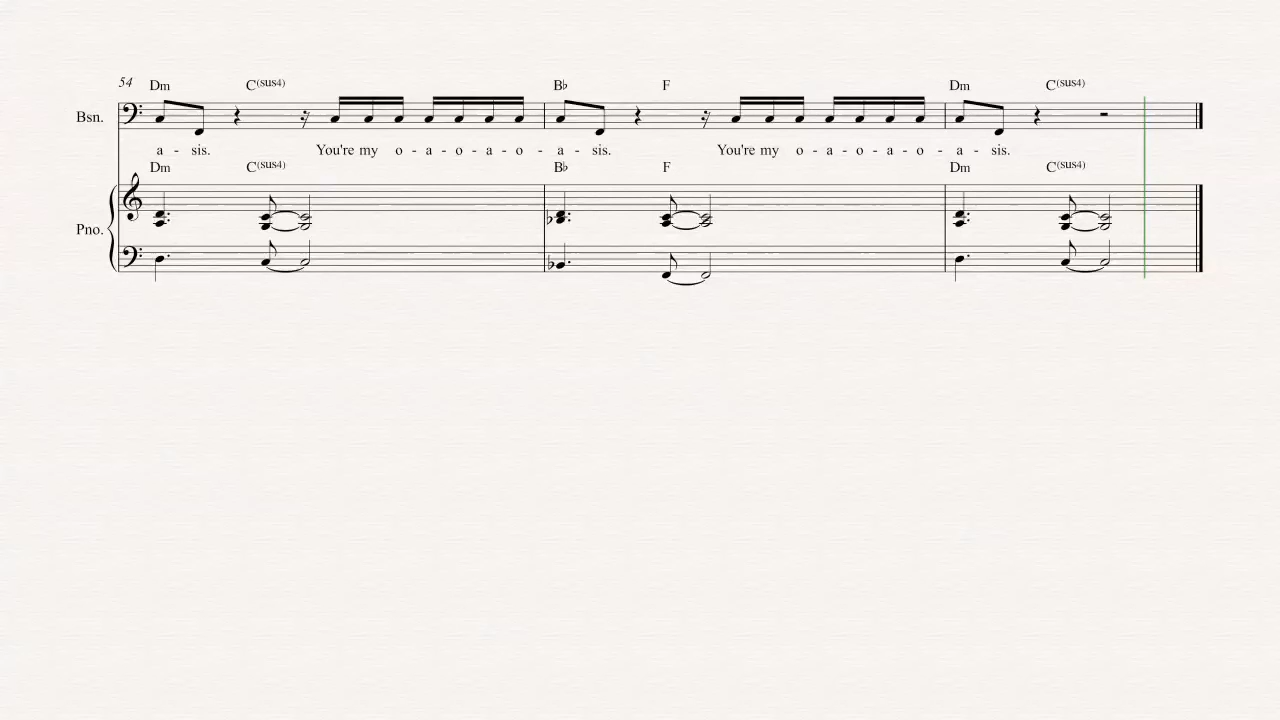 54 Dm C(sus4) B♭ F Dm C(sus4)
Bsn.
a - sis. You're my o - a - o - a - o - a - sis. You're my o - a - o - a - o - a - sis.
Dm C(sus4) B♭ F Dm C(sus4)
Pno.